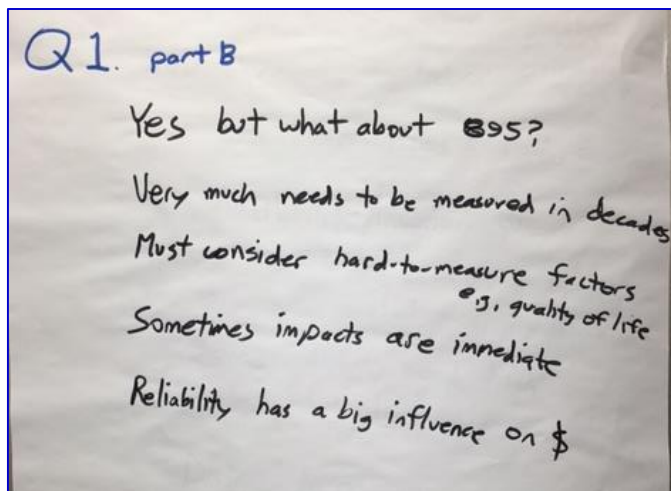 Q1. part B
Yes but what about 895?
Very much needs to be measured in decades
Must consider hard-to-measure factors
e.g. quality of life
Sometimes impacts are immediate
Reliability has a big influence on $